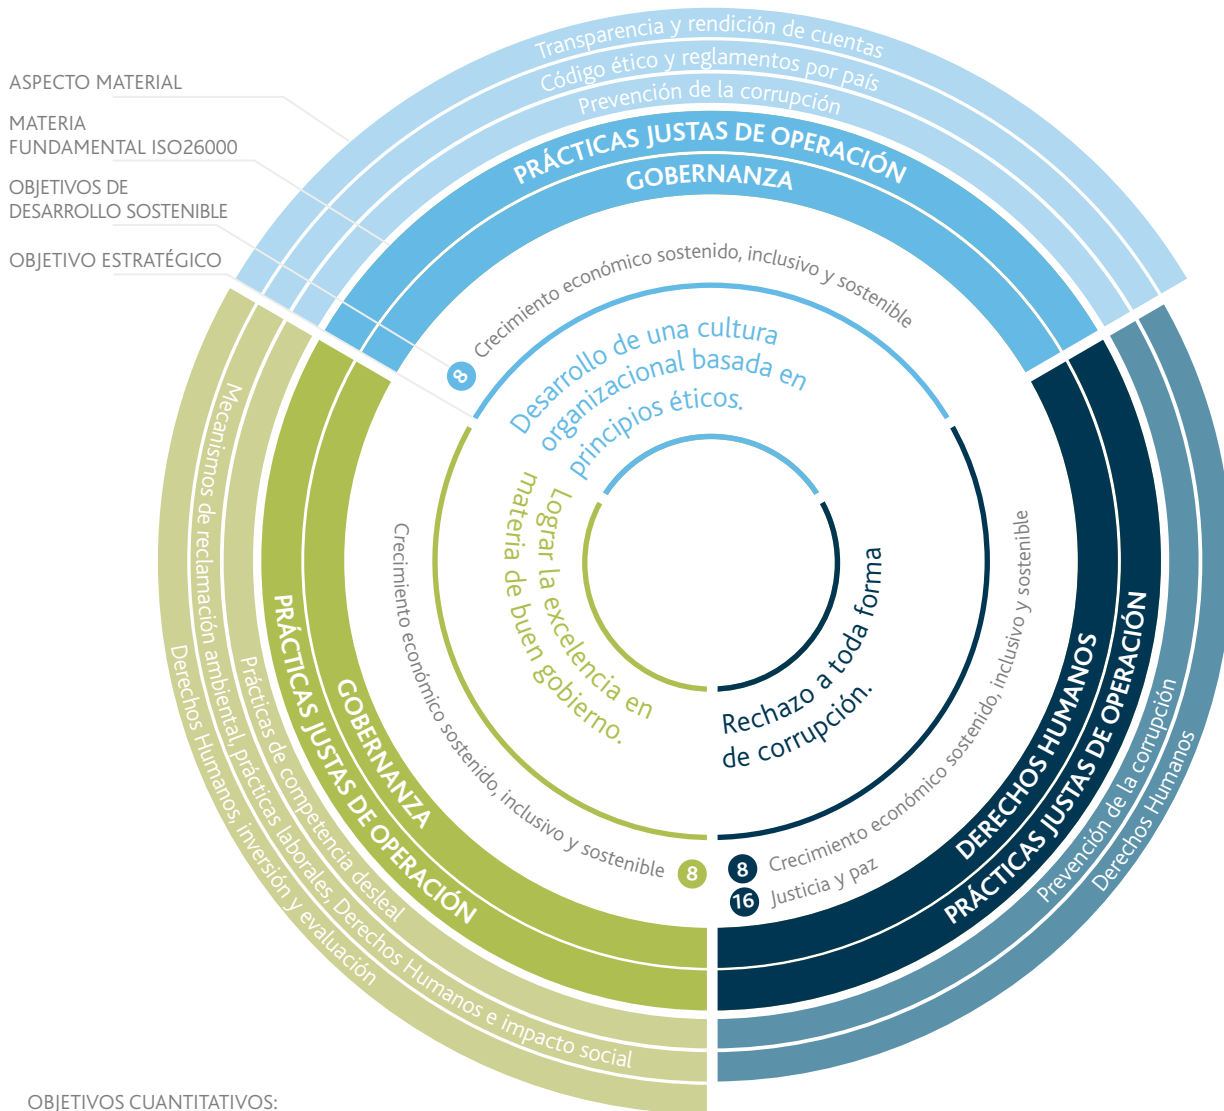 ASPECTO MATERIAL
MATERIA
FUNDAMENTAL ISO26000
OBJETIVOS DE
DESARROLLO SOSTENIBLE
OBJETIVO ESTRATÉGICO
Transparencia y rendición de cuentas
Código ético y reglamentos por país
Prevención de la corrupción
PRÁCTICAS JUSTAS DE OPERACIÓN
GOBERNANZA
8 Crecimiento económico sostenido, inclusivo y sostenible
Desarrollo de una cultura
organizacional basada en
principios éticos.
Rechazo a toda forma
de corrupción.
8 Crecimiento económico sostenido, inclusivo y sostenible
16 Justicia y paz
DERECHOS HUMANOS
PRÁCTICAS JUSTAS DE OPERACIÓN
Prevención de la corrupción
Derechos Humanos
Lograr la excelencia en
materia de buen gobierno.
Crecimiento económico sostenido, inclusivo y sostenible 8
GOBERNANZA
PRÁCTICAS JUSTAS DE OPERACIÓN
Prácticas de competencia desleal
Mecanismos de reclamación ambiental, prácticas laborales, Derechos Humanos e impacto social
Derechos Humanos, inversión y evaluación
OBJETIVOS CUANTITATIVOS: